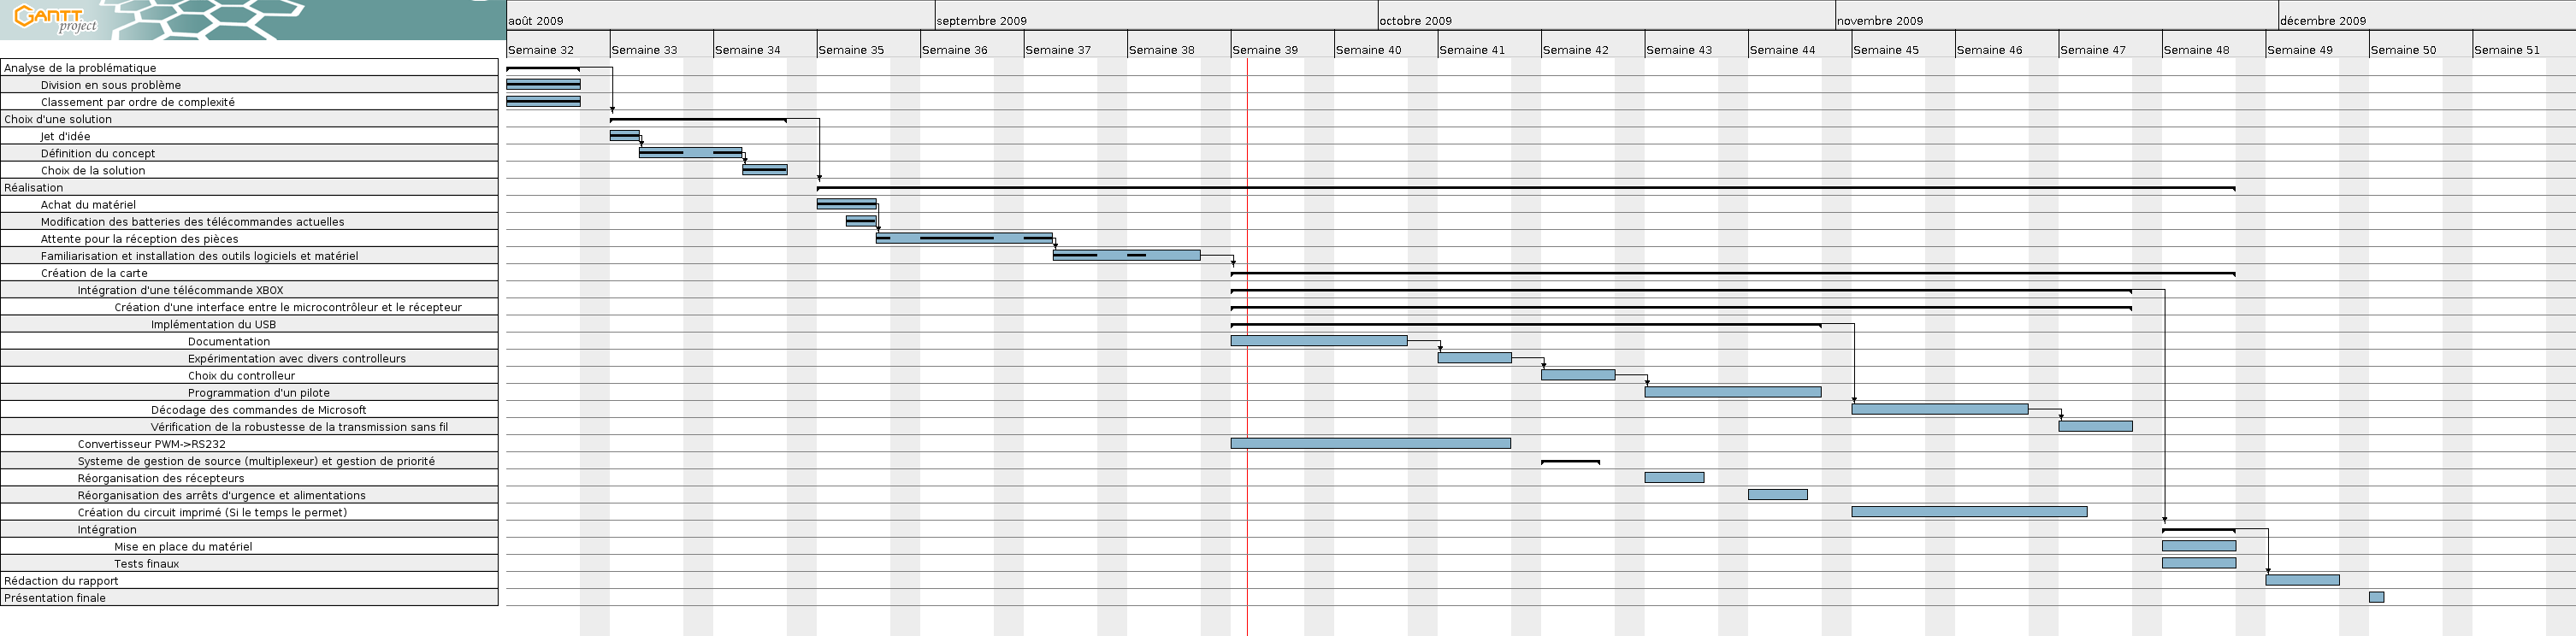 GANTT
project
août 2009 septembre 2009 octobre 2009 novembre 2009 décembre 2009
Semaine 32 Semaine 33 Semaine 34 Semaine 35 Semaine 36 Semaine 37 Semaine 38 Semaine 39 Semaine 40 Semaine 41 Semaine 42 Semaine 43 Semaine 44 Semaine 45 Semaine 46 Semaine 47 Semaine 48 Semaine 49 Semaine 50 Semaine 51
Analyse de la problématique
Division en sous problème
Classement par ordre de complexité
Choix d'une solution
Jet d'idée
Définition du concept
Choix de la solution
Réalisation
Achat du matériel
Modification des batteries des télécommandes actuelles
Attente pour la réception des pièces
Familiarisation et installation des outils logiciels et matériel
Création de la carte
Intégration d'une télécommande XBOX
Création d'une interface entre le microcontrôleur et le récepteur
Implémentation du USB
Documentation
Expérimentation avec divers controlleurs
Choix du controlleur
Programmation d'un pilote
Décodage des commandes de Microsoft
Vérification de la robustesse de la transmission sans fil
Convertisseur PWM->RS232
Systeme de gestion de source (multiplexeur) et gestion de priorité
Réorganisation des récepteurs
Réorganisation des arrêts d'urgence et alimentations
Création du circuit imprimé (Si le temps le permet)
Intégration
Mise en place du matériel
Tests finaux
Rédaction du rapport
Présentation finale